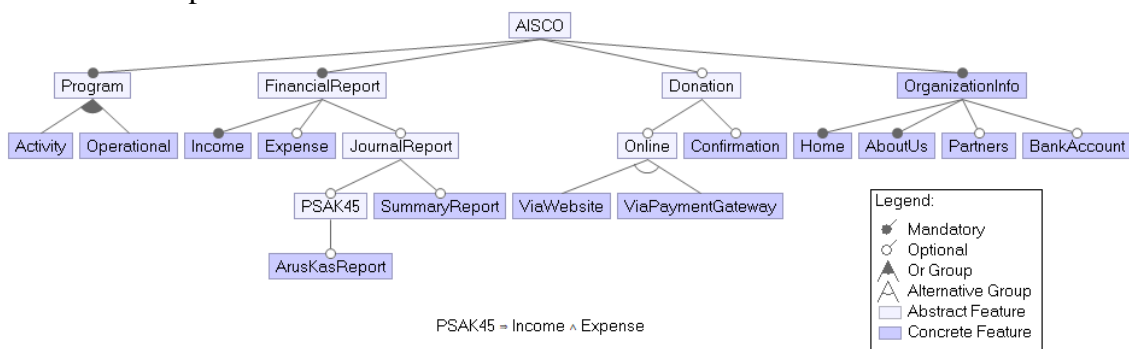 AISCO
Program FinancialReport Donation OrganizationInfo
Activity Operational Income Expense JournalReport Online Confirmation Home AboutUs Partners BankAccount
PSAK45 SummaryReport ViaWebsite ViaPaymentGateway
ArusKasReport
Legend:
Mandatory
Optional
Or Group
Alternative Group
Abstract Feature
Concrete Feature
PSAK45 ⇒ Income ∧ Expense